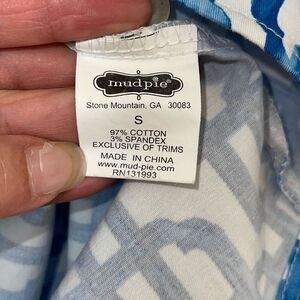 mudpie®
Stone Mountain, GA 30083
S
97% COTTON
3% SPANDEX
EXCLUSIVE OF TRIMS
MADE IN CHINA
www.mud-pie.com
RN131993